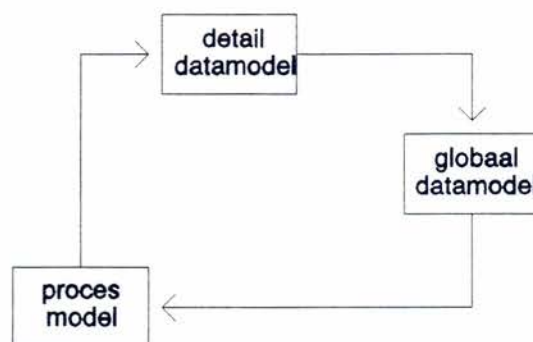 detail
datamodel
globaal
datamodel
proces
model